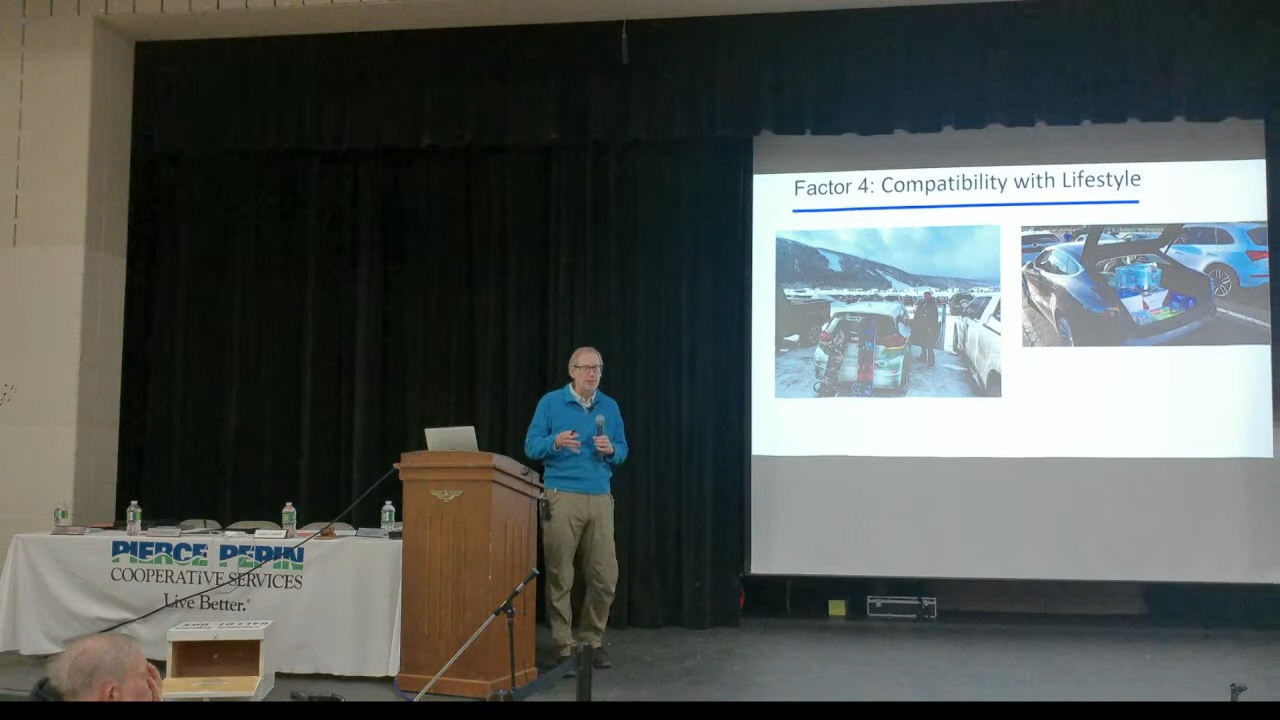 Factor 4: Compatibility with Lifestyle
PIERCE PEPIN
COOPERATIVE SERVICES
Live Better.®